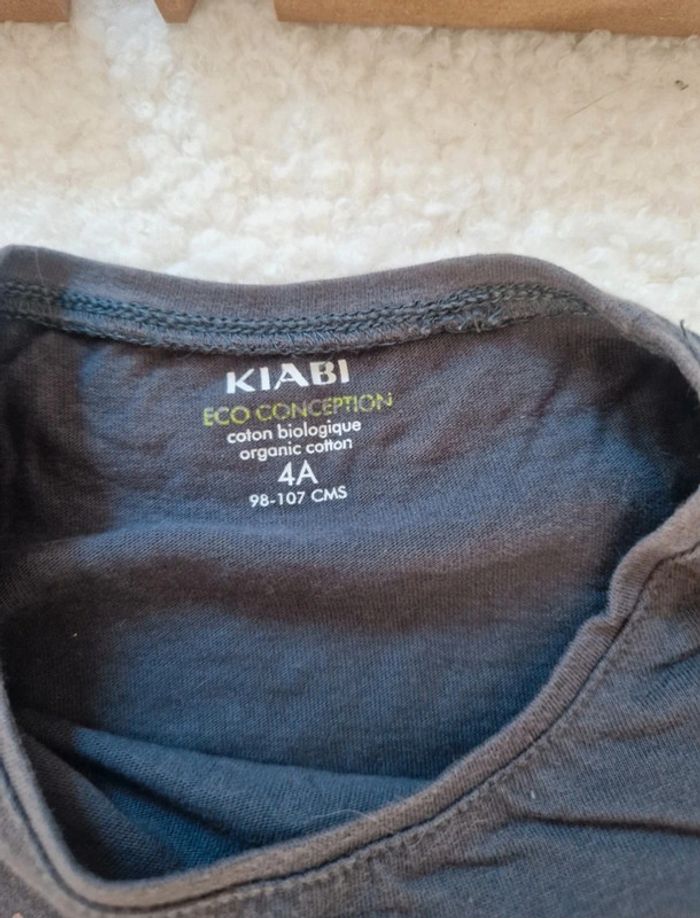 KIABI
ECO CONCEPTION
coton biologique
organic cotton
4A
98-107 CMS